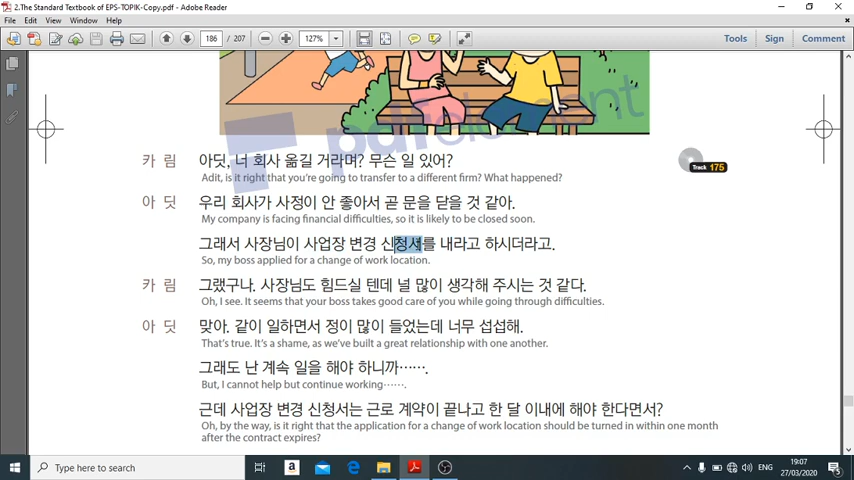 2.The Standard Textbook of EPS-TOPIK-Copy.pdf - Adobe Reader
File Edit View Window Help
186 / 207 127% Tools Sign Comment
pdfelement
카 림 아딧, 너 회사 옮길 거라며? 무슨 일 있어?
Adit, is it right that you're going to transfer to a different firm? What happened?
Track 175
아 딧 우리 회사가 사정이 안 좋아서 곧 문을 닫을 것 같아.
My company is facing financial difficulties, so it is likely to be closed soon.
그래서 사장님이 사업장 변경 신청서를 내라고 하시더라고.
So, my boss applied for a change of work location.
카 림 그랬구나. 사장님도 힘드실 텐데 널 많이 생각해 주시는 것 같다.
Oh, I see. It seems that your boss takes good care of you while going through difficulties.
아 딧 맞아. 같이 일하면서 정이 많이 들었는데 너무 섭섭해.
That's true. It's a shame, as we've built a great relationship with one another.
그래도 난 계속 일을 해야 하니까…….
But, I cannot help but continue working…….
근데 사업장 변경 신청서는 근로 계약이 끝나고 한 달 이내에 해야 한다면서?
Oh, by the way, is it right that the application for a change of work location should be turned in within one month
after the contract expires?
Type here to search
a
ENG
19:07
27/03/2020
5